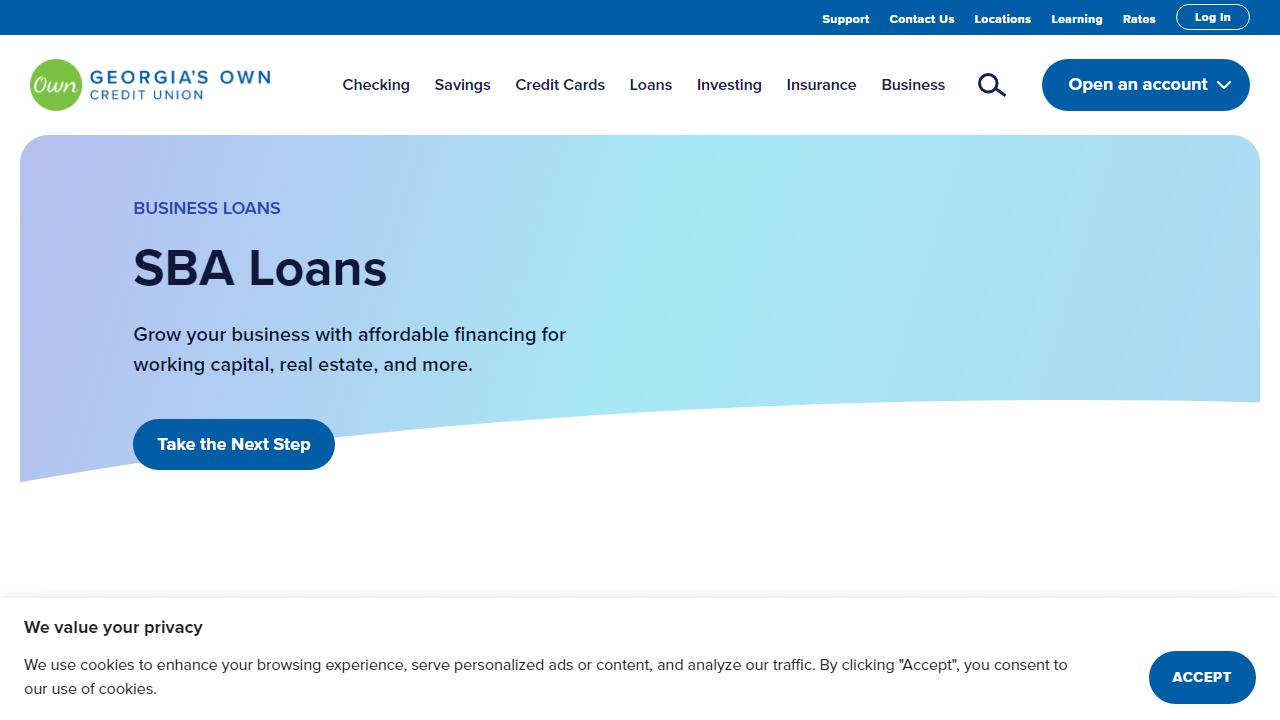 Support Contact Us Locations Learning Rates Log In
Own GEORGIA'S OWN
CREDIT UNION
Checking Savings Credit Cards Loans Investing Insurance Business Open an account
BUSINESS LOANS
SBA Loans
Grow your business with affordable financing for
working capital, real estate, and more.
Take the Next Step
We value your privacy
We use cookies to enhance your browsing experience, serve personalized ads or content, and analyze our traffic. By clicking "Accept", you consent to
our use of cookies.
ACCEPT